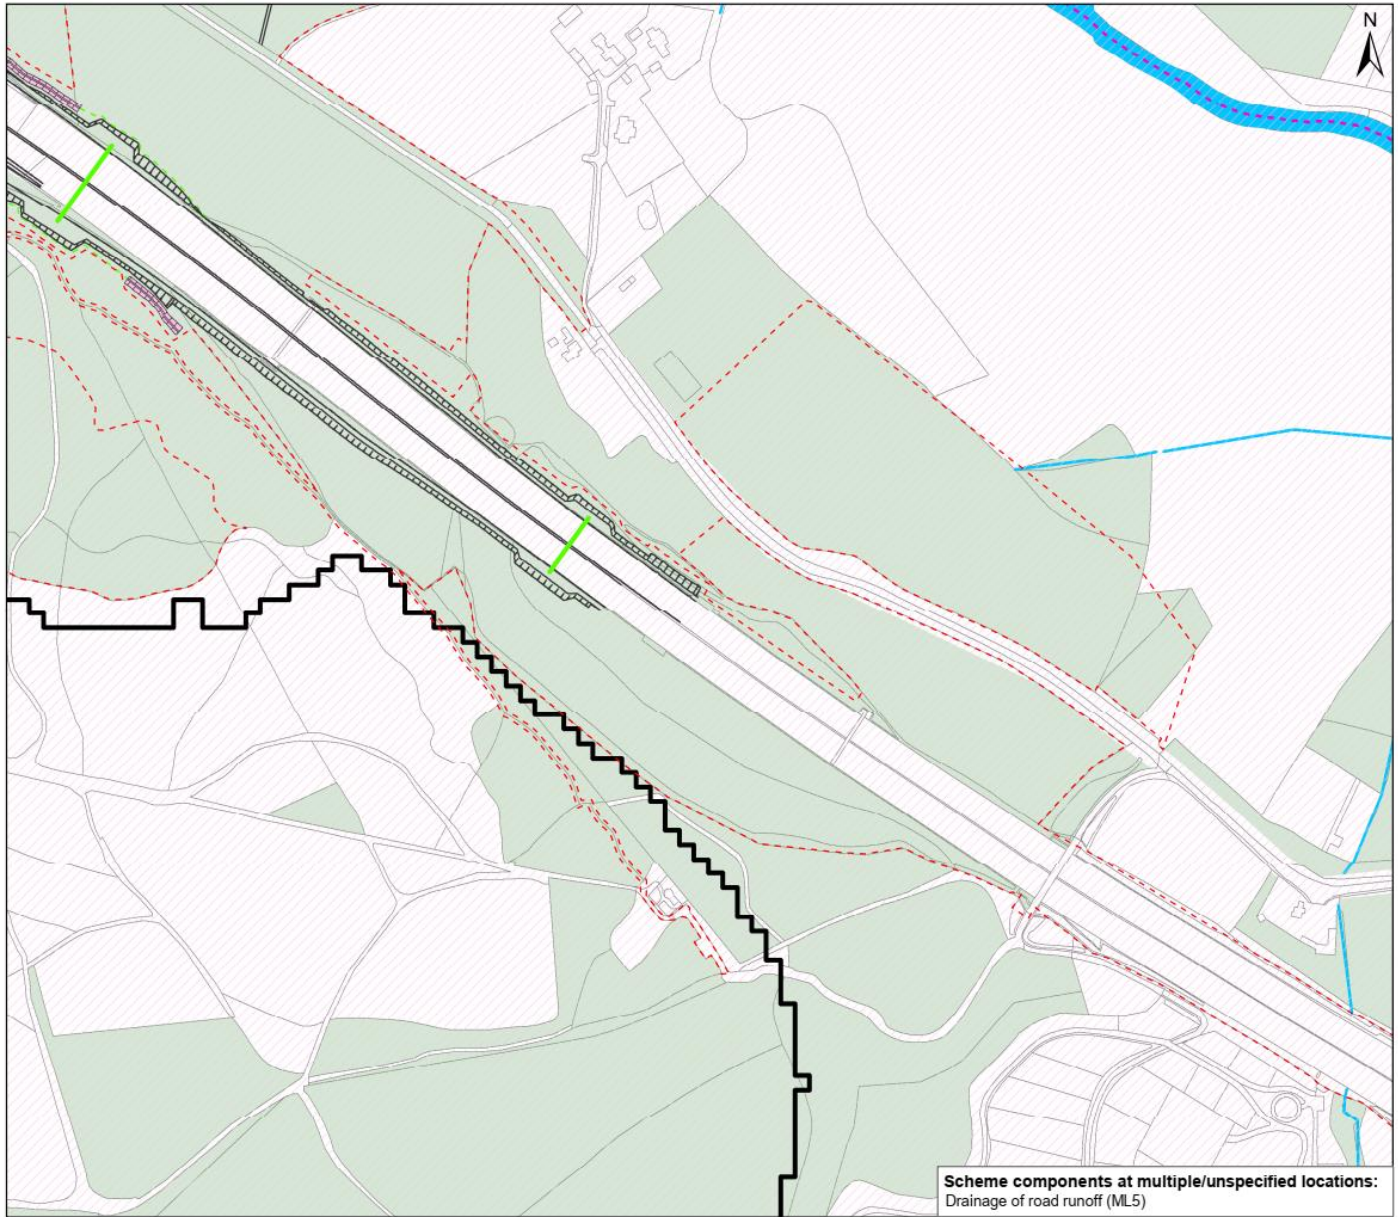 N
Scheme components at multiple/unspecified locations:
Drainage of road runoff (ML5)